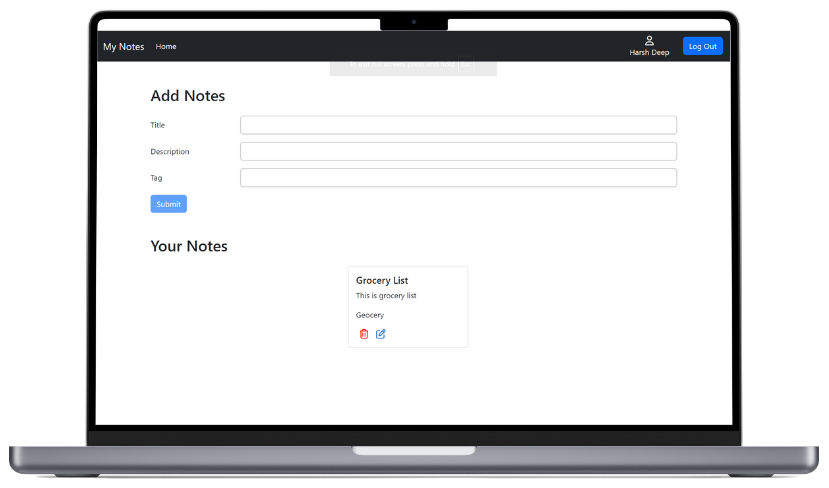 My Notes Home Harsh Deep Log Out
Add Notes
Title
Description
Tag
Submit
Your Notes
Grocery List
This is grocery list
Geocery